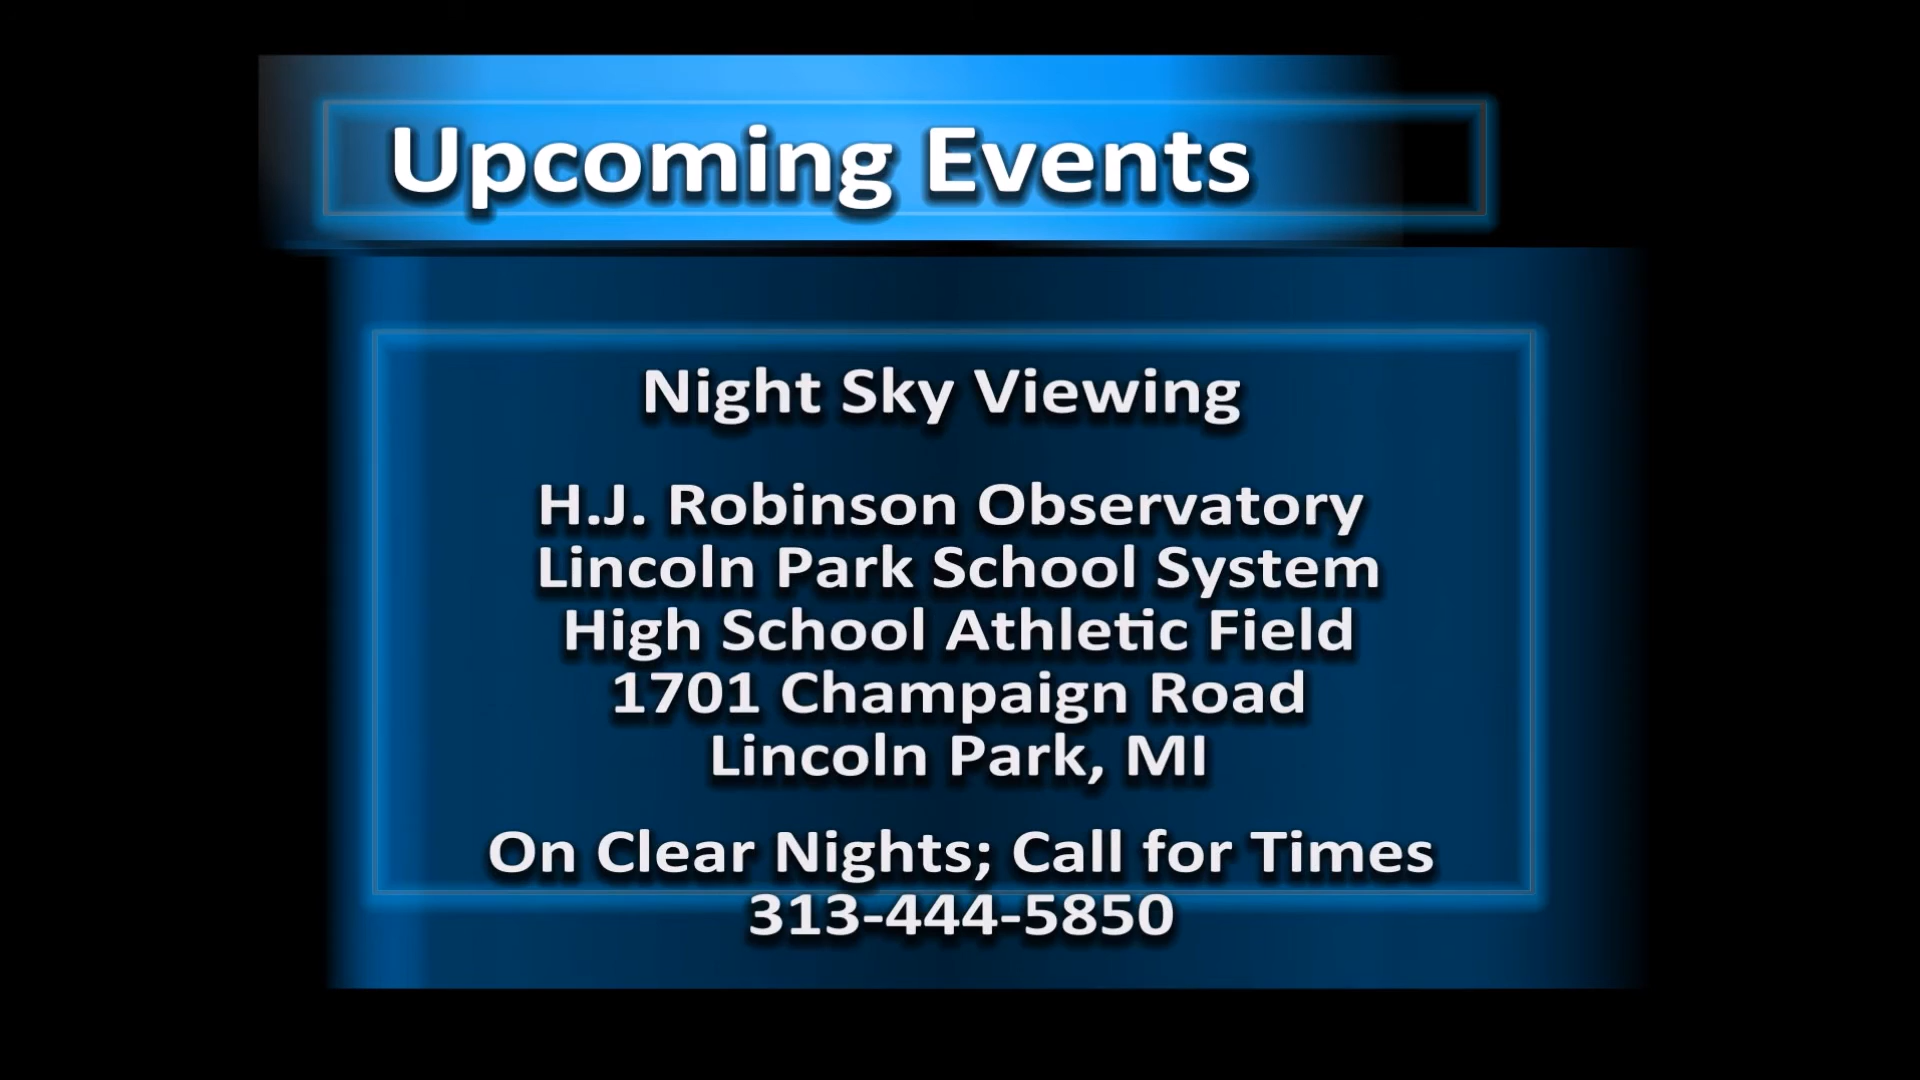 Upcoming Events
Night Sky Viewing
H.J. Robinson Observatory
Lincoln Park School System
High School Athletic Field
1701 Champaign Road
Lincoln Park, MI
On Clear Nights; Call for Times
313-444-5850